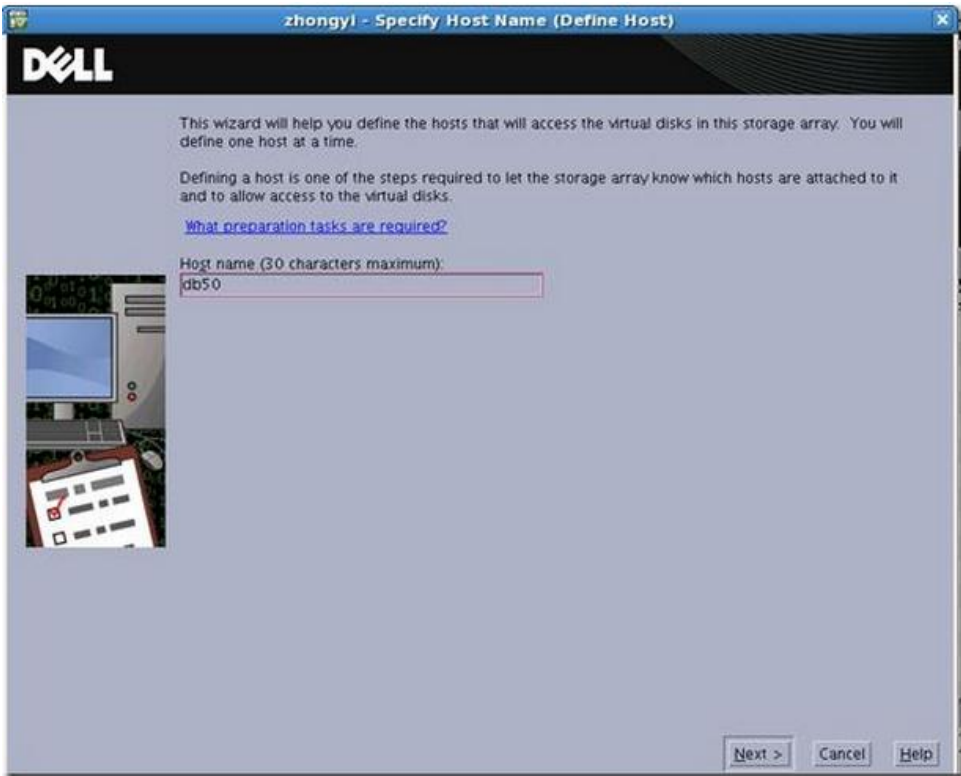 zhongyi - Specify Host Name (Define Host)
DELL
This wizard will help you define the hosts that will access the virtual disks in this storage array. You will
define one host at a time.
Defining a host is one of the steps required to let the storage array know which hosts are attached to it
and to allow access to the virtual disks.
What preparation tasks are required?
Host name (30 characters maximum):
db50
Next >
Cancel
Help